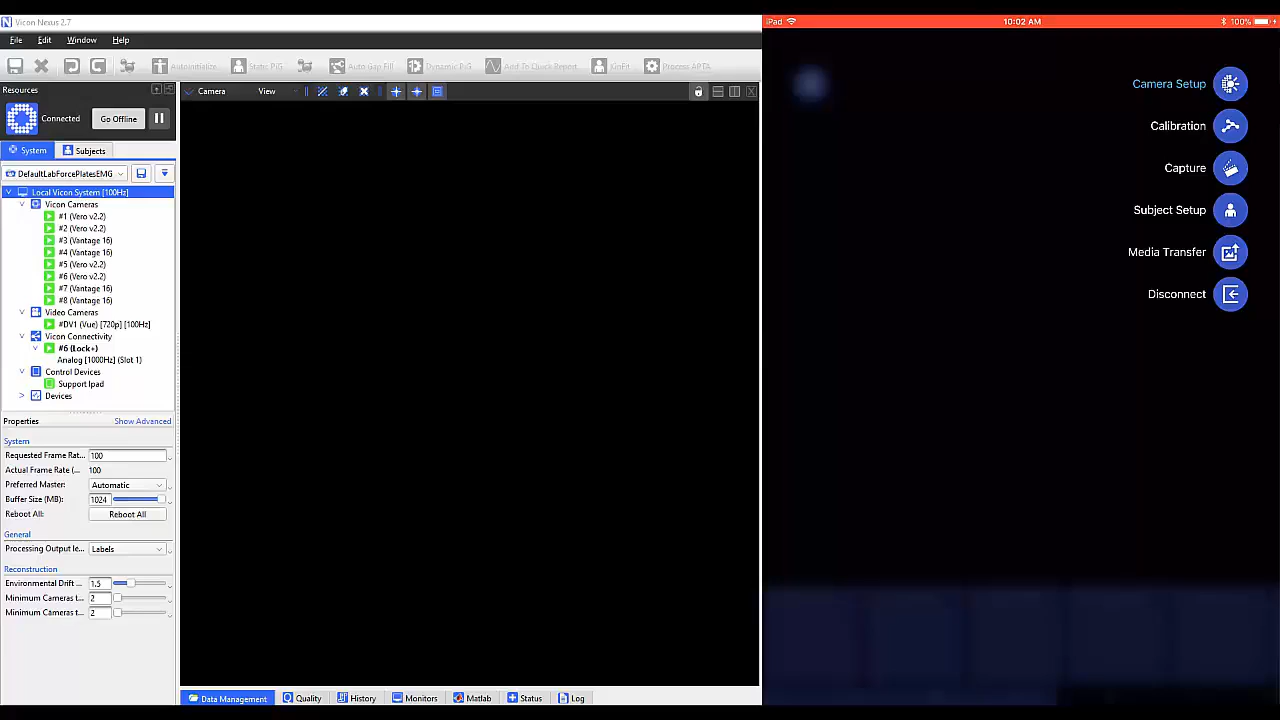 Vicon Nexus 2.7
File Edit Window Help
Autoinitialize Static PiG Auto Gap Fill Dynamic PiG Add To Quick Report KinFit Process APTA
Resources
Connected Go Offline
System Subjects
DefaultLabForcePlatesEMG
Local Vicon System [100Hz]
Vicon Cameras
#1 (Vero v2.2)
#2 (Vero v2.2)
#3 (Vantage 16)
#4 (Vantage 16)
#5 (Vero v2.2)
#6 (Vero v2.2)
#7 (Vantage 16)
#8 (Vantage 16)
Video Cameras
#DV1 (Vue) [720p] [100Hz]
Vicon Connectivity
#6 (Lock+)
Analog [1000Hz] (Slot 1)
Control Devices
Support Ipad
Devices
Properties Show Advanced
System
Requested Frame Rat... 100
Actual Frame Rate (... 100
Preferred Master: Automatic
Buffer Size (MB): 1024
Reboot All: Reboot All
General
Processing Output le... Labels
Reconstruction
Environmental Drift ... 1.5
Minimum Cameras t... 2
Minimum Cameras t... 2
Camera View
Data Management Quality History Monitors Matlab Status Log
iPad 10:02 AM 100%
Camera Setup
Calibration
Capture
Subject Setup
Media Transfer
Disconnect